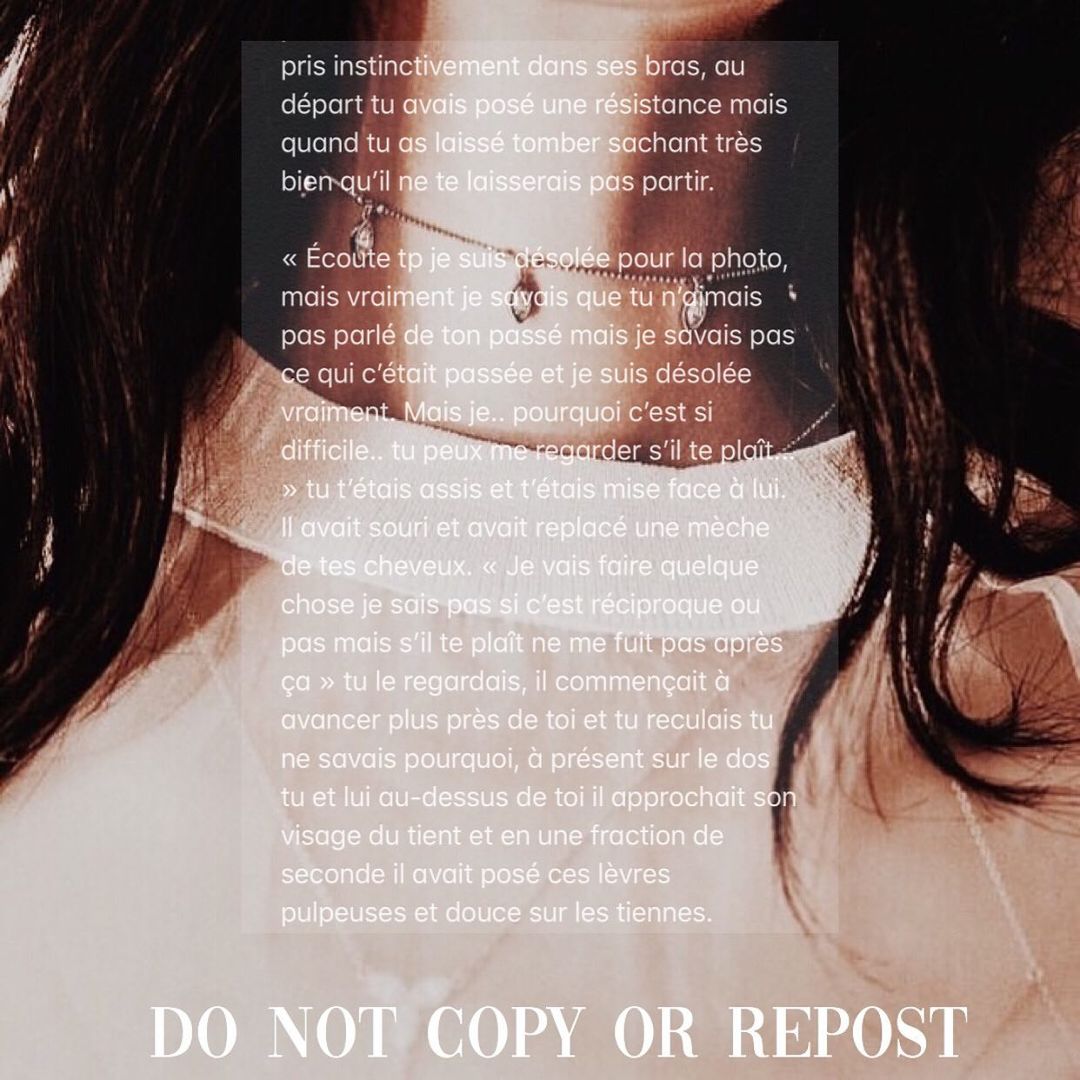 pris instinctivement dans ses bras, au
départ tu avais posé une résistance mais
quand tu as laissé tomber sachant très
bien qu’il ne te laisserais pas partir.
« Écoute tp je suis désolée pour la photo,
mais vraiment je savais que tu n’aimais
pas parlé de ton passé mais je savais pas
ce qui c’était passée et je suis désolée
vraiment. Mais je.. pourquoi c’est si
difficile.. tu peux me regarder s’il te plaît...
» tu t’étais assis et t’étais mise face à lui.
Il avait souri et avait replacé une mèche
de tes cheveux. « Je vais faire quelque
chose je sais pas si c’est réciproque ou
pas mais s’il te plaît ne me fuit pas après
ça » tu le regardais, il commençait à
avancer plus près de toi et tu reculais tu
ne savais pourquoi, à présent sur le dos
tu et lui au-dessus de toi il approchait son
visage du tient et en une fraction de
seconde il avait posé ces lèvres
pulpeuses et douce sur les tiennes.
DO NOT COPY OR REPOST